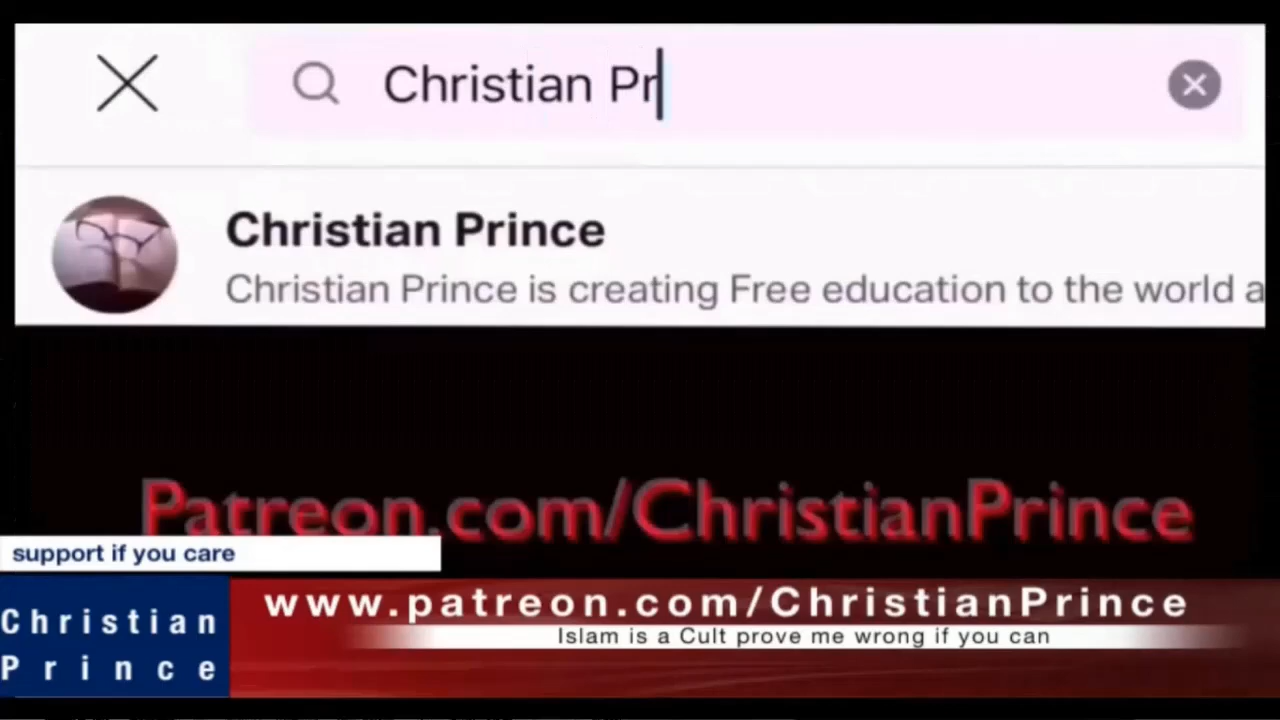 Christian Pr
Christian Prince
Christian Prince is creating Free education to the world a
Patreon.com/ChristianPrince
support if you care
Christian
Prince
www.patreon.com/ChristianPrince
Islam is a Cult prove me wrong if you can